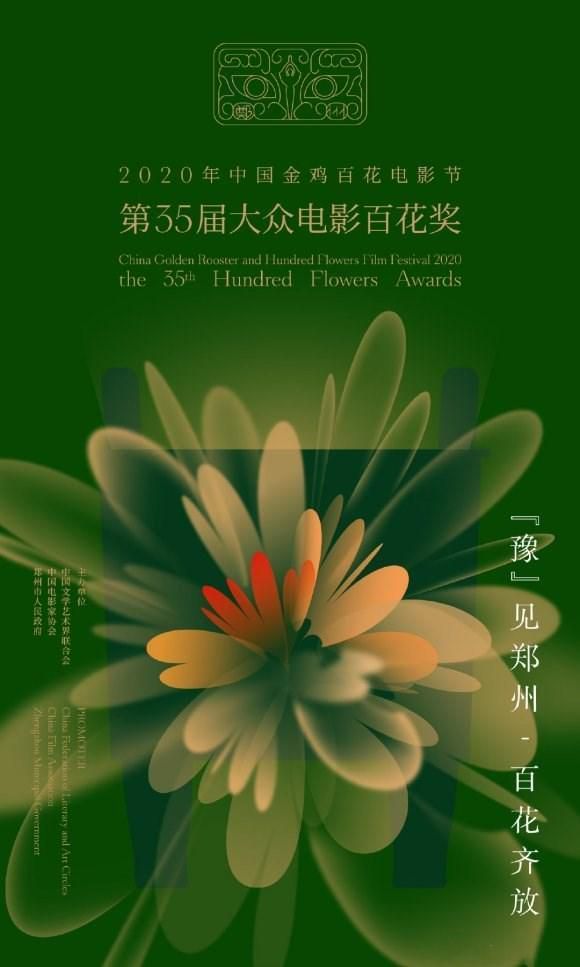 鄭
州
2020年中国金鸡百花电影节
第35届大众电影百花奖
China Golden Rooster and Hundred Flowers Film Festival 2020
the 35th Hundred Flowers Awards
『豫』见郑州-百花齐放
主办单位
中国文学艺术界联合会
中国电影家协会
郑州市人民政府
PROMOTER
China Federation of Literary and Art Circles
China Film Association
Zhengzhou Municipal Government